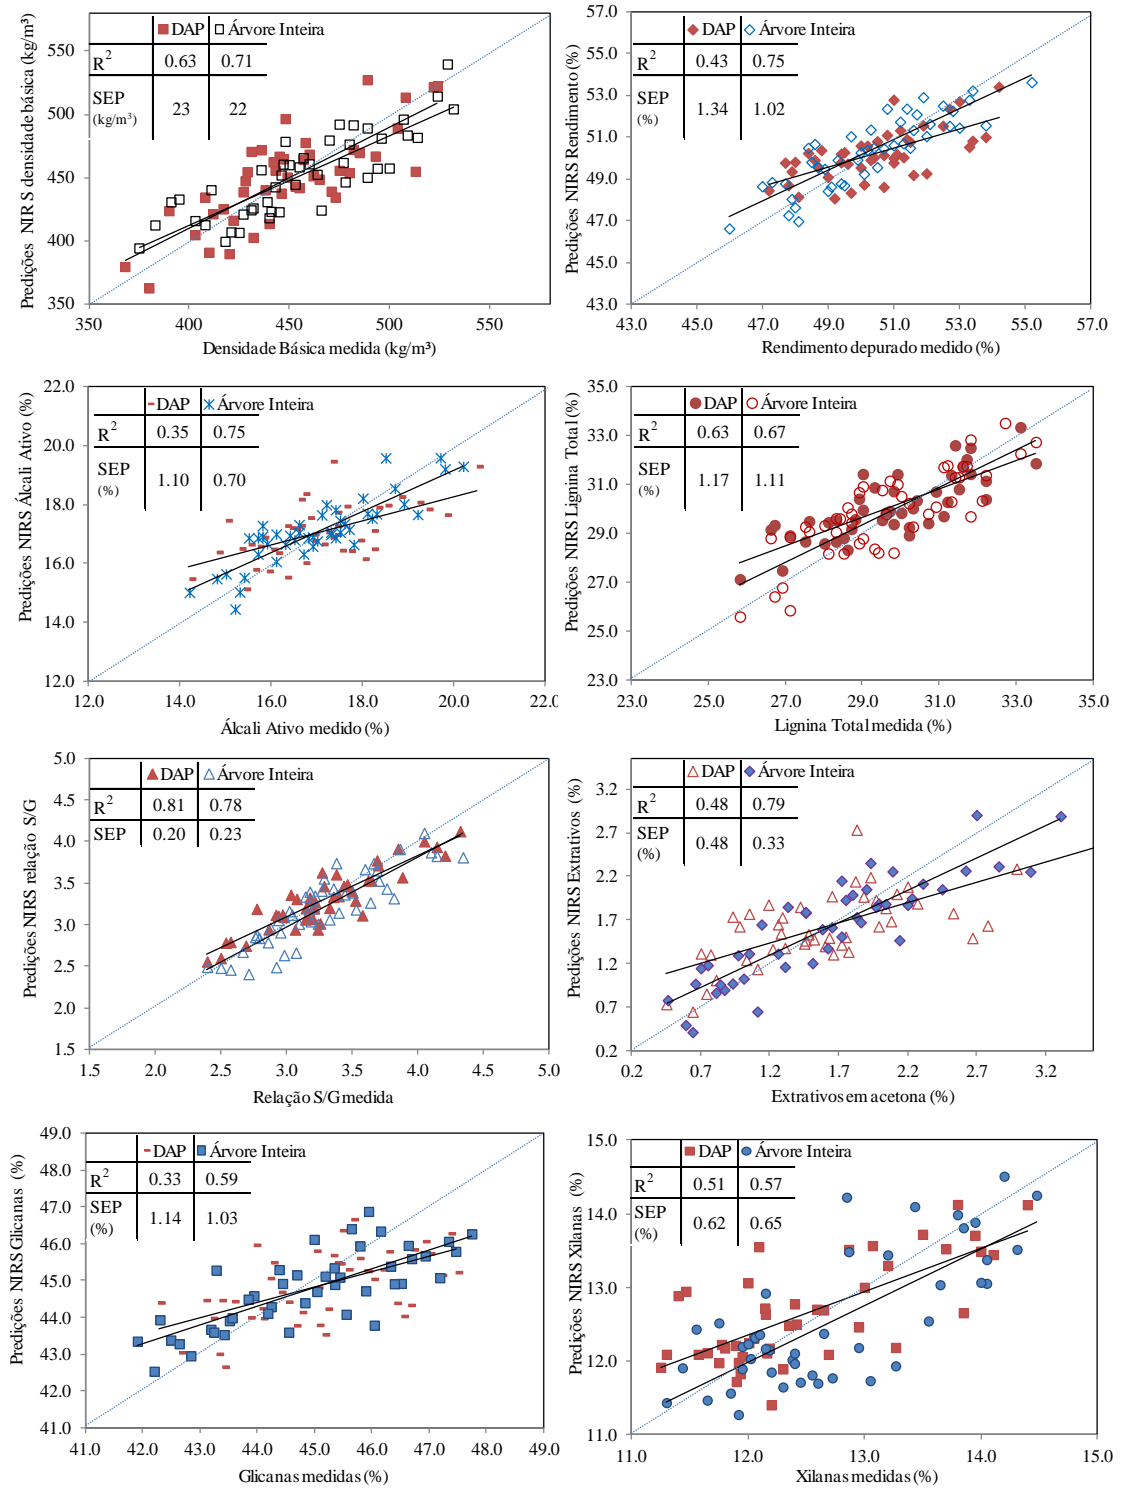 DAP Árvore Inteira
R² 0.63 0.71
SEP (kg/m³) 23 22
550
500
450
400
350
350 400 450 500 550
Predições NIRS densidade básica (kg/m³)
Densidade Básica medida (kg/m³)
DAP Árvore Inteira
R² 0.43 0.75
SEP (%) 1.34 1.02
57.0
55.0
53.0
51.0
49.0
47.0
45.0
43.0
43.0 45.0 47.0 49.0 51.0 53.0 55.0 57.0
Predições NIRS Rendimento (%)
Rendimento depurado medido (%)
DAP Árvore Inteira
R² 0.35 0.75
SEP (%) 1.10 0.70
22.0
20.0
18.0
16.0
14.0
12.0
12.0 14.0 16.0 18.0 20.0 22.0
Predições NIRS Álcali Ativo (%)
Álcali Ativo medido (%)
DAP Árvore Inteira
R² 0.63 0.67
SEP (%) 1.17 1.11
35.0
33.0
31.0
29.0
27.0
25.0
23.0
23.0 25.0 27.0 29.0 31.0 33.0 35.0
Predições NIRS Lignina Total (%)
Lignina Total medida (%)
DAP Árvore Inteira
R² 0.81 0.78
SEP 0.20 0.23
5.0
4.5
4.0
3.5
3.0
2.5
2.0
1.5
1.5 2.0 2.5 3.0 3.5 4.0 4.5 5.0
Predições NIRS relação S/G
Relação S/G medida
DAP Árvore Inteira
R² 0.48 0.79
SEP (%) 0.48 0.33
3.2
2.7
2.2
1.7
1.2
0.7
0.2
0.2 0.7 1.2 1.7 2.2 2.7 3.2
Predições NIRS Extrativos (%)
Extrativos em acetona (%)
DAP Árvore Inteira
R² 0.33 0.59
SEP (%) 1.14 1.03
49.0
48.0
47.0
46.0
45.0
44.0
43.0
42.0
41.0
41.0 42.0 43.0 44.0 45.0 46.0 47.0 48.0 49.0
Predições NIRS Glicanas (%)
Glicanas medidas (%)
DAP Árvore Inteira
R² 0.51 0.57
SEP (%) 0.62 0.65
15.0
14.0
13.0
12.0
11.0
11.0 12.0 13.0 14.0 15.0
Predições NIRS Xilanas (%)
Xilanas medidas (%)